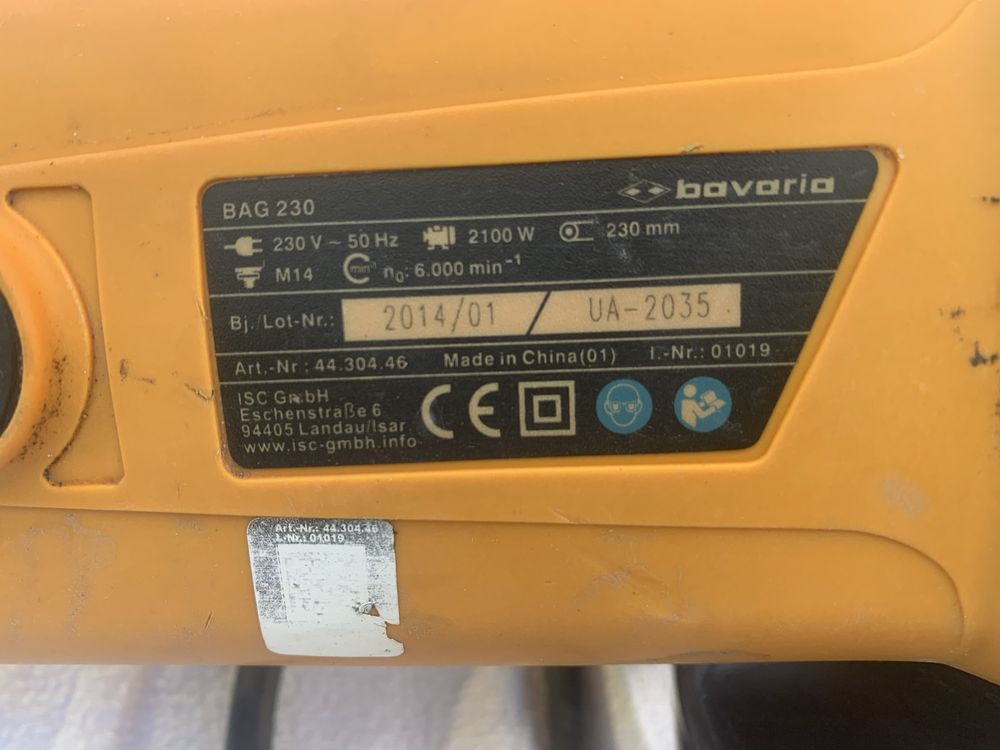 bavaria
BAG 230
230 V ~ 50 Hz 2100 W 230 mm
M14 min⁻¹ n₀: 6.000 min⁻¹
Bj./Lot-Nr.: 2014/01 / UA-2035
Art.-Nr: 44.304.46 Made in China(01) I.-Nr.: 01019
ISC GmbH
Eschenstraße 6
94405 Landau/Isar
www.isc-gmbh.info
CE
Art.-Nr.: 44.304.46
I.-Nr.: 01019